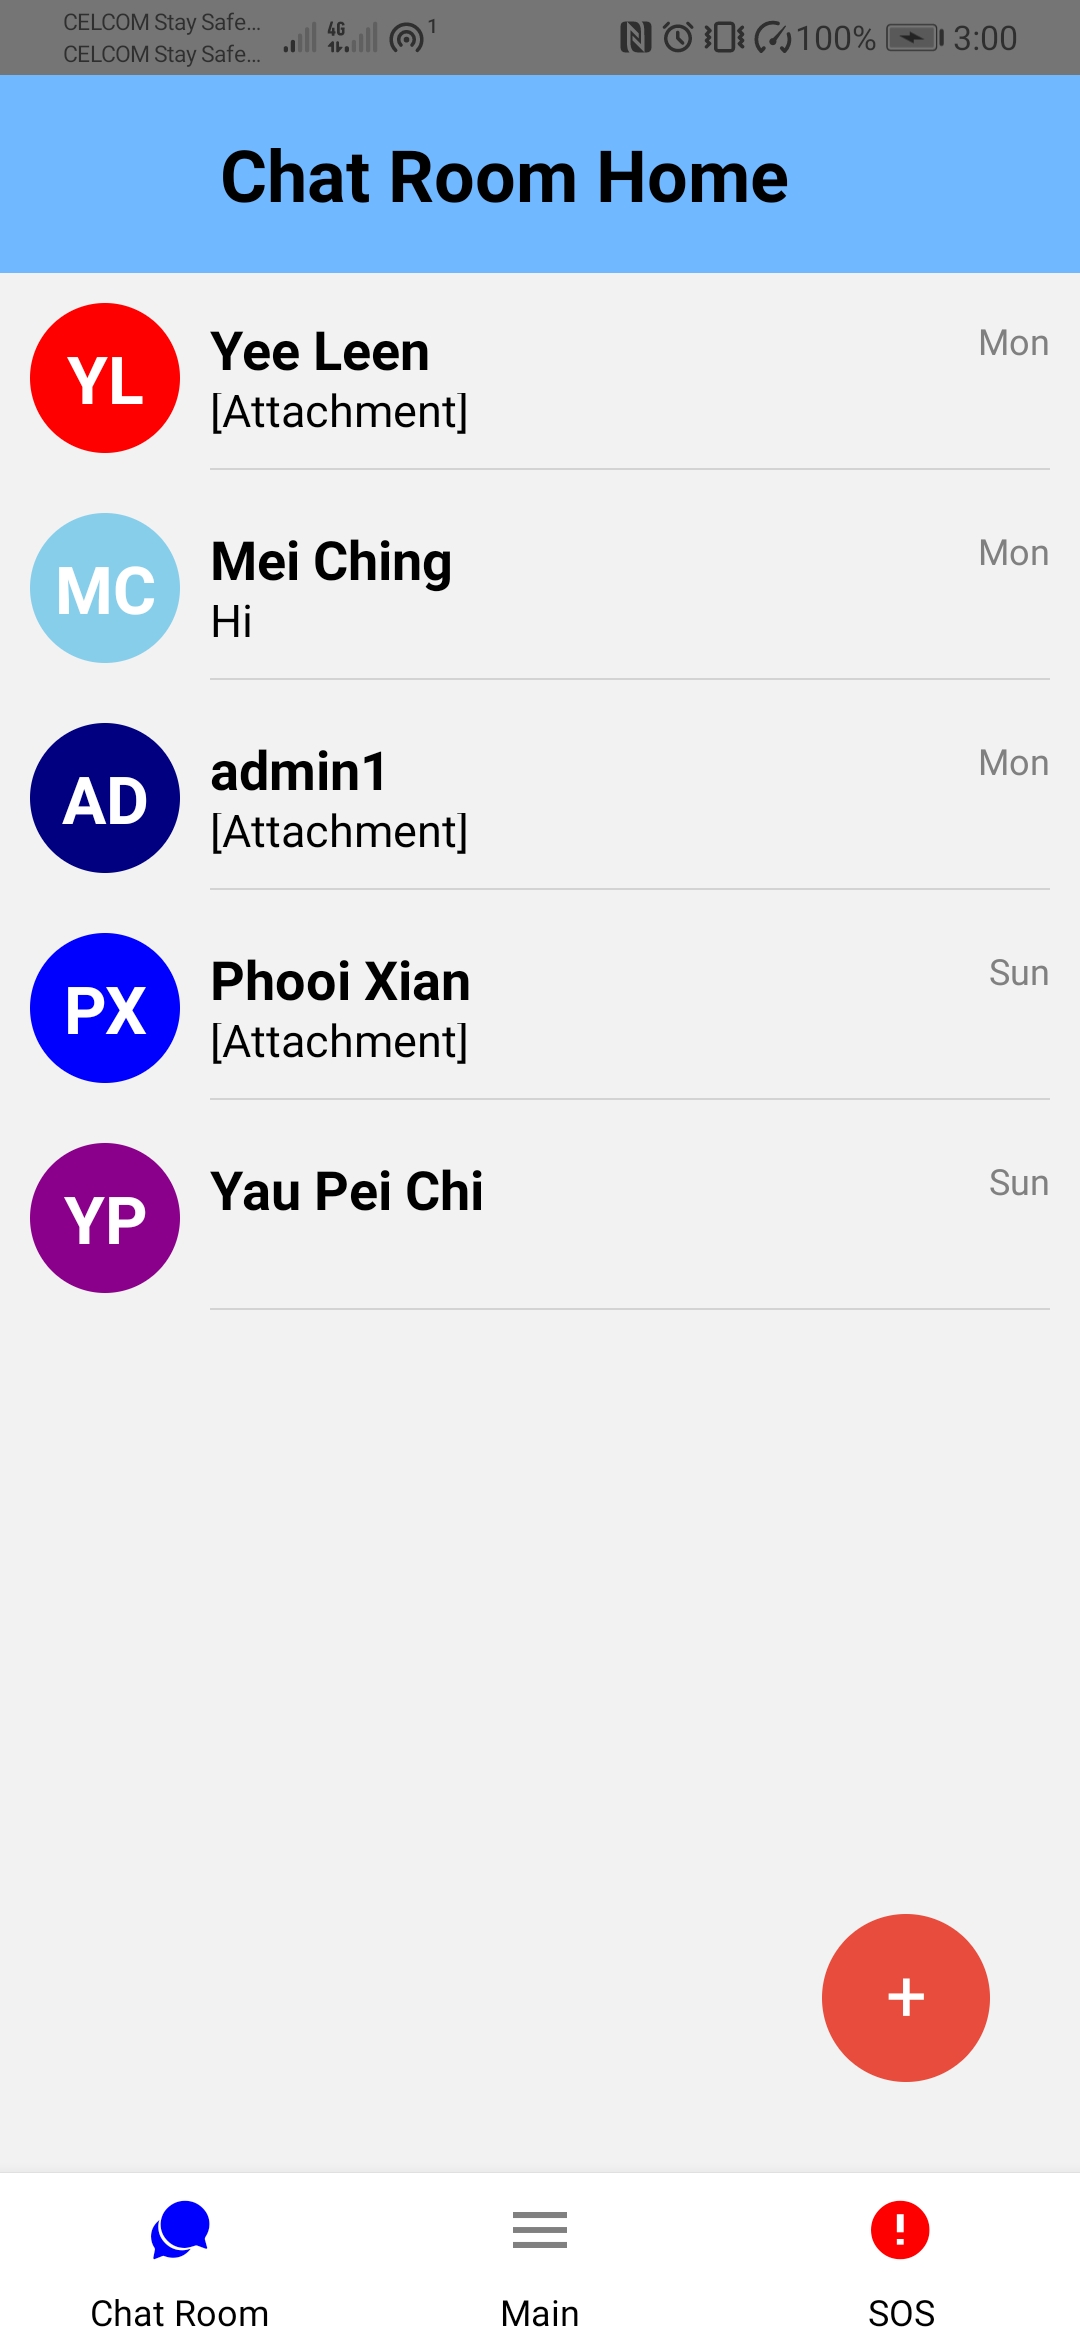 CELCOM Stay Safe...
CELCOM Stay Safe...
4G
1
100%
3:00
Chat Room Home
YL
Yee Leen
Mon
[Attachment]
MC
Mei Ching
Mon
Hi
AD
admin1
Mon
[Attachment]
PX
Phooi Xian
Sun
[Attachment]
YP
Yau Pei Chi
Sun
+
Chat Room
Main
SOS